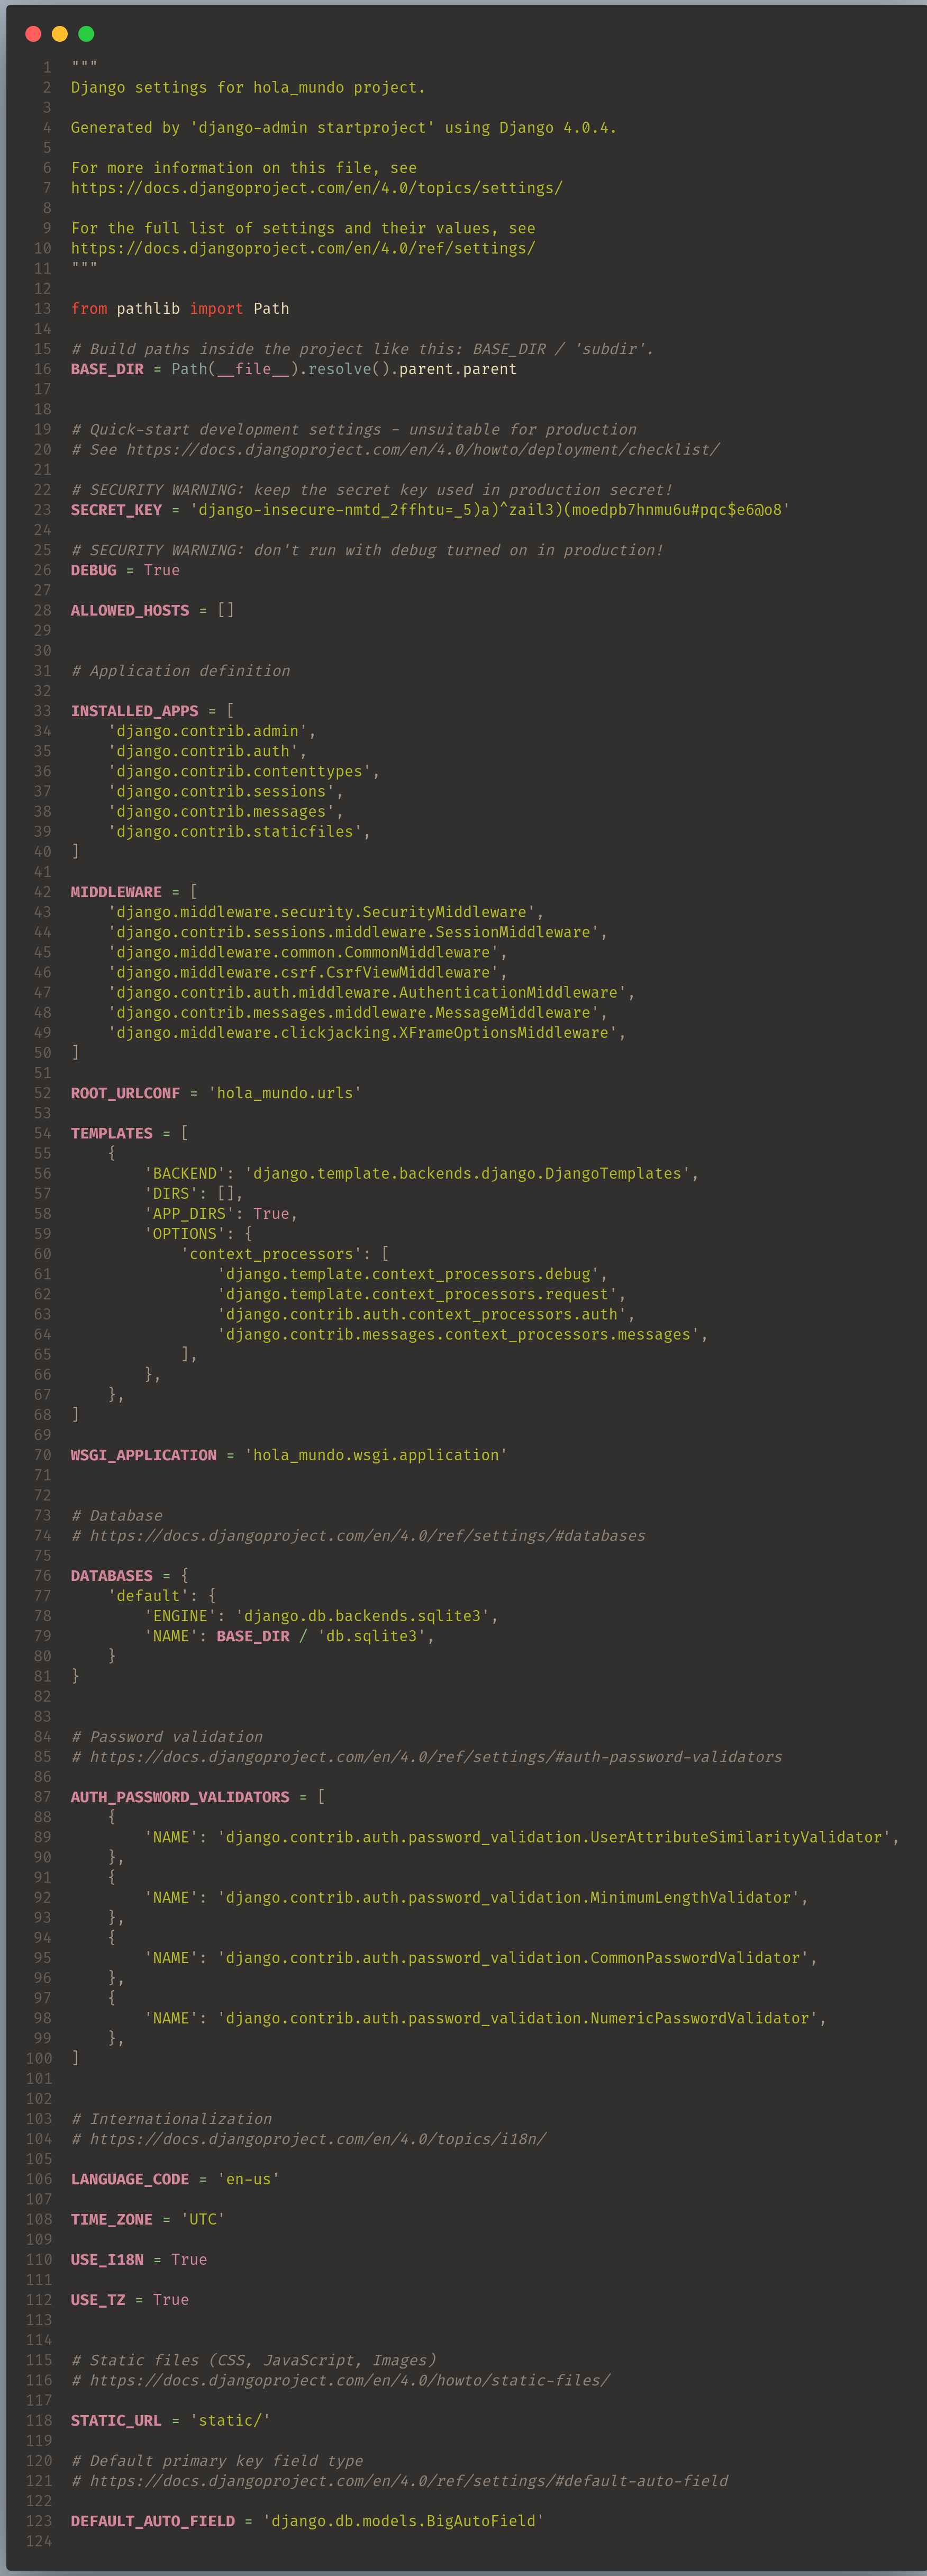 1 """
2 Django settings for hola_mundo project.
3
4 Generated by 'django-admin startproject' using Django 4.0.4.
5
6 For more information on this file, see
7 https://docs.djangoproject.com/en/4.0/topics/settings/
8
9 For the full list of settings and their values, see
10 https://docs.djangoproject.com/en/4.0/ref/settings/
11 """
12
13 from pathlib import Path
14
15 # Build paths inside the project like this: BASE_DIR / 'subdir'.
16 BASE_DIR = Path(__file__).resolve().parent.parent
17
18
19 # Quick-start development settings - unsuitable for production
20 # See https://docs.djangoproject.com/en/4.0/howto/deployment/checklist/
21
22 # SECURITY WARNING: keep the secret key used in production secret!
23 SECRET_KEY = 'django-insecure-nmtd_2ffhtu=_5)a)^zail3)(moedpb7hnmu6u#pqc$e6@o8'
24
25 # SECURITY WARNING: don't run with debug turned on in production!
26 DEBUG = True
27
28 ALLOWED_HOSTS = []
29
30
31 # Application definition
32
33 INSTALLED_APPS = [
34     'django.contrib.admin',
35     'django.contrib.auth',
36     'django.contrib.contenttypes',
37     'django.contrib.sessions',
38     'django.contrib.messages',
39     'django.contrib.staticfiles',
40 ]
41
42 MIDDLEWARE = [
43     'django.middleware.security.SecurityMiddleware',
44     'django.contrib.sessions.middleware.SessionMiddleware',
45     'django.middleware.common.CommonMiddleware',
46     'django.middleware.csrf.CsrfViewMiddleware',
47     'django.contrib.auth.middleware.AuthenticationMiddleware',
48     'django.contrib.messages.middleware.MessageMiddleware',
49     'django.middleware.clickjacking.XFrameOptionsMiddleware',
50 ]
51
52 ROOT_URLCONF = 'hola_mundo.urls'
53
54 TEMPLATES = [
55     {
56         'BACKEND': 'django.template.backends.django.DjangoTemplates',
57         'DIRS': [],
58         'APP_DIRS': True,
59         'OPTIONS': {
60             'context_processors': [
61                 'django.template.context_processors.debug',
62                 'django.template.context_processors.request',
63                 'django.contrib.auth.context_processors.auth',
64                 'django.contrib.messages.context_processors.messages',
65             ],
66         },
67     },
68 ]
69
70 WSGI_APPLICATION = 'hola_mundo.wsgi.application'
71
72
73 # Database
74 # https://docs.djangoproject.com/en/4.0/ref/settings/#databases
75
76 DATABASES = {
77     'default': {
78         'ENGINE': 'django.db.backends.sqlite3',
79         'NAME': BASE_DIR / 'db.sqlite3',
80     }
81 }
82
83
84 # Password validation
85 # https://docs.djangoproject.com/en/4.0/ref/settings/#auth-password-validators
86
87 AUTH_PASSWORD_VALIDATORS = [
88     {
89         'NAME': 'django.contrib.auth.password_validation.UserAttributeSimilarityValidator',
90     },
91     {
92         'NAME': 'django.contrib.auth.password_validation.MinimumLengthValidator',
93     },
94     {
95         'NAME': 'django.contrib.auth.password_validation.CommonPasswordValidator',
96     },
97     {
98         'NAME': 'django.contrib.auth.password_validation.NumericPasswordValidator',
99     },
100 ]
101
102
103 # Internationalization
104 # https://docs.djangoproject.com/en/4.0/topics/i18n/
105
106 LANGUAGE_CODE = 'en-us'
107
108 TIME_ZONE = 'UTC'
109
110 USE_I18N = True
111
112 USE_TZ = True
113
114
115 # Static files (CSS, JavaScript, Images)
116 # https://docs.djangoproject.com/en/4.0/howto/static-files/
117
118 STATIC_URL = 'static/'
119
120 # Default primary key field type
121 # https://docs.djangoproject.com/en/4.0/ref/settings/#default-auto-field
122
123 DEFAULT_AUTO_FIELD = 'django.db.models.BigAutoField'
124